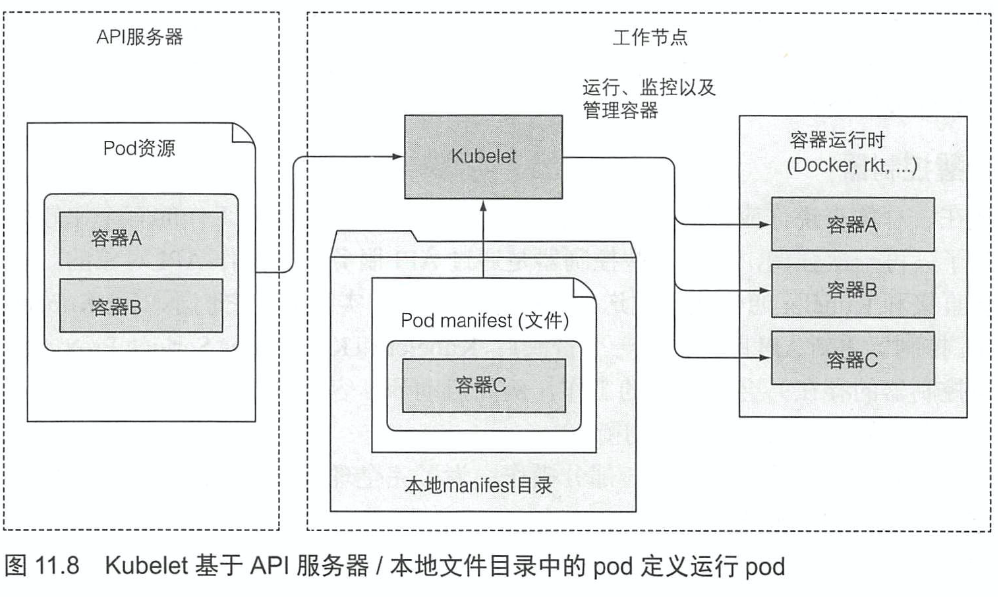 API服务器
Pod资源
容器A
容器B
工作节点
运行、监控以及
管理容器
Kubelet
Pod manifest (文件)
容器C
本地manifest目录
容器运行时
(Docker, rkt, ...)
容器A
容器B
容器C
图 11.8 Kubelet 基于 API 服务器 / 本地文件目录中的 pod 定义运行 pod